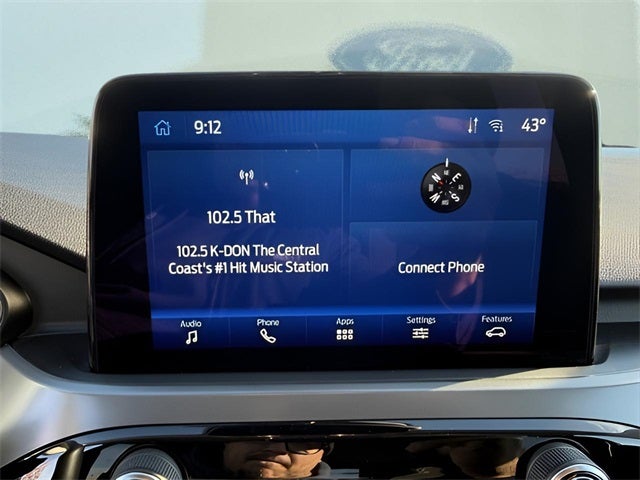 9:12
43°
102.5 That
102.5 K-DON The Central
Coast's #1 Hit Music Station
N
E
S
W
Connect Phone
Audio
Phone
Apps
Settings
Features